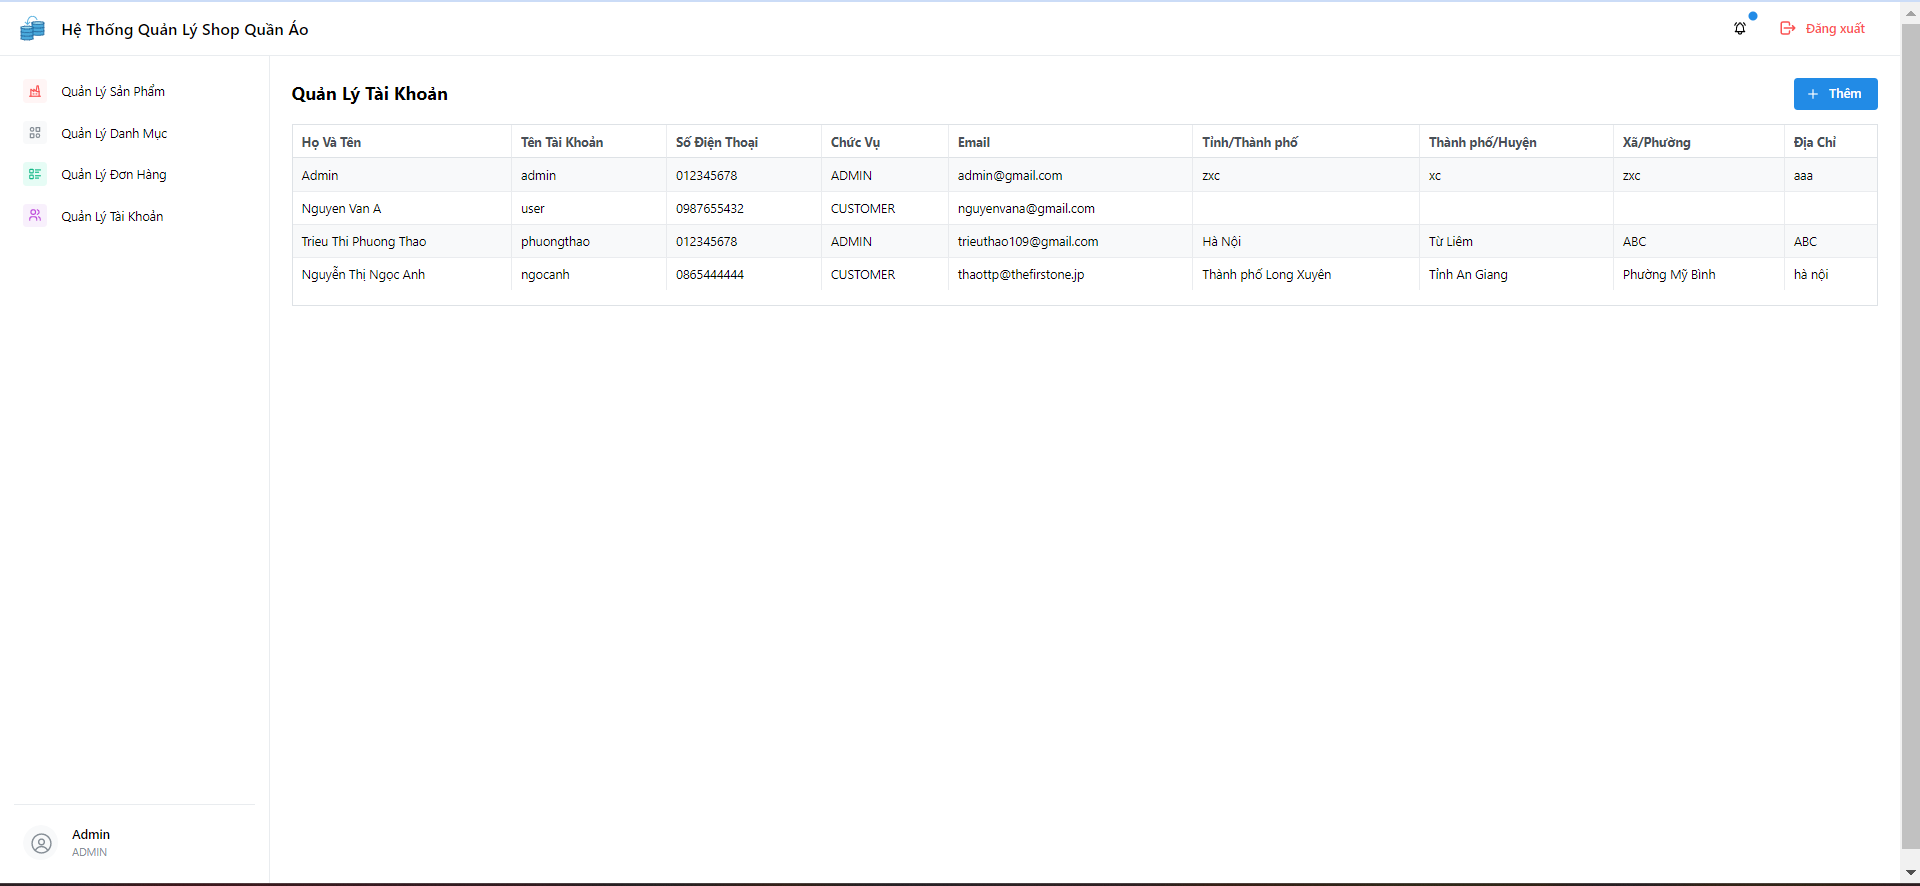 Hệ Thống Quản Lý Shop Quần Áo
Đăng xuất
Quản Lý Sản Phẩm
Quản Lý Danh Mục
Quản Lý Đơn Hàng
Quản Lý Tài Khoản
Quản Lý Tài Khoản
Thêm
Họ Và Tên Tên Tài Khoản Số Điện Thoại Chức Vụ Email Tỉnh/Thành phố Thành phố/Huyện Xã/Phường Địa Chỉ
Admin admin 012345678 ADMIN admin@gmail.com zxc xc zxc aaa
Nguyen Van A user 0987655432 CUSTOMER nguyenvana@gmail.com
Trieu Thi Phuong Thao phuongthao 012345678 ADMIN trieuthao109@gmail.com Hà Nội Từ Liêm ABC ABC
Nguyễn Thị Ngọc Anh ngocanh 0865444444 CUSTOMER thaottp@thefirstone.jp Thành phố Long Xuyên Tỉnh An Giang Phường Mỹ Bình hà nội
Admin
ADMIN